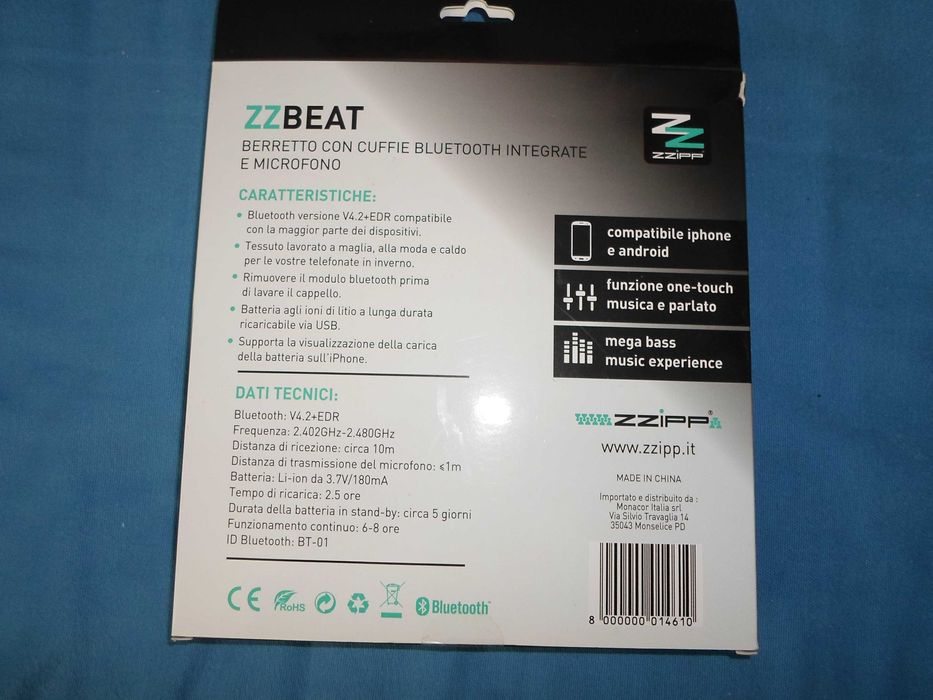 ZZBEAT
BERRETTO CON CUFFIE BLUETOOTH INTEGRATE
E MICROFONO
CARATTERISTICHE:
• Bluetooth versione V4.2+EDR compatibile
con la maggior parte dei dispositivi.
• Tessuto lavorato a maglia, alla moda e caldo
per le vostre telefonate in inverno.
• Rimuovere il modulo bluetooth prima
di lavare il cappello.
• Batteria agli ioni di litio a lunga durata
ricaricabile via USB.
• Supporta la visualizzazione della carica
della batteria sull'iPhone.
DATI TECNICI:
Bluetooth: V4.2+EDR
Frequenza: 2.402GHz-2.480GHz
Distanza di ricezione: circa 10m
Distanza di trasmissione del microfono: ≤1m
Batteria: Li-ion da 3.7V/180mA
Tempo di ricarica: 2.5 ore
Durata della batteria in stand-by: circa 5 giorni
Funzionamento continuo: 6-8 ore
ID Bluetooth: BT-01
CE
RoHS
Bluetooth
ZZ
ZZiPP
compatibile iphone
e android
funzione one-touch
musica e parlato
mega bass
music experience
ZZiPP®
www.zzipp.it
MADE IN CHINA
Importato e distribuito da :
Monacor Italia srl
Via Silvio Travaglia 14
35043 Monselice PD
8 000000 014610